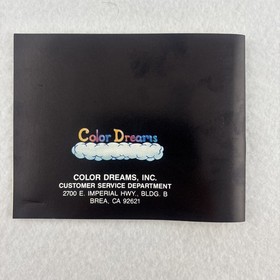 Color Dreams
COLOR DREAMS, INC.
CUSTOMER SERVICE DEPARTMENT
2700 E. IMPERIAL HWY., BLDG. B
BREA, CA 92621